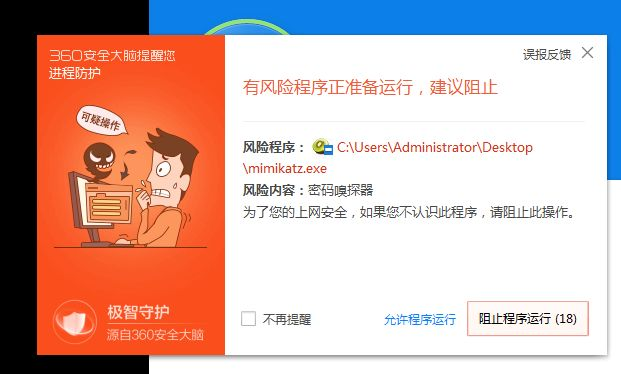 360安全大脑提醒您
进程防护
可疑操作
极智守护
源自360安全大脑
误报反馈
有风险程序正准备运行，建议阻止
风险程序： C:\Users\Administrator\Desktop
\mimikatz.exe
风险内容：密码嗅探器
为了您的上网安全，如果您不认识此程序，请阻止此操作。
不再提醒 允许程序运行 阻止程序运行 (18)